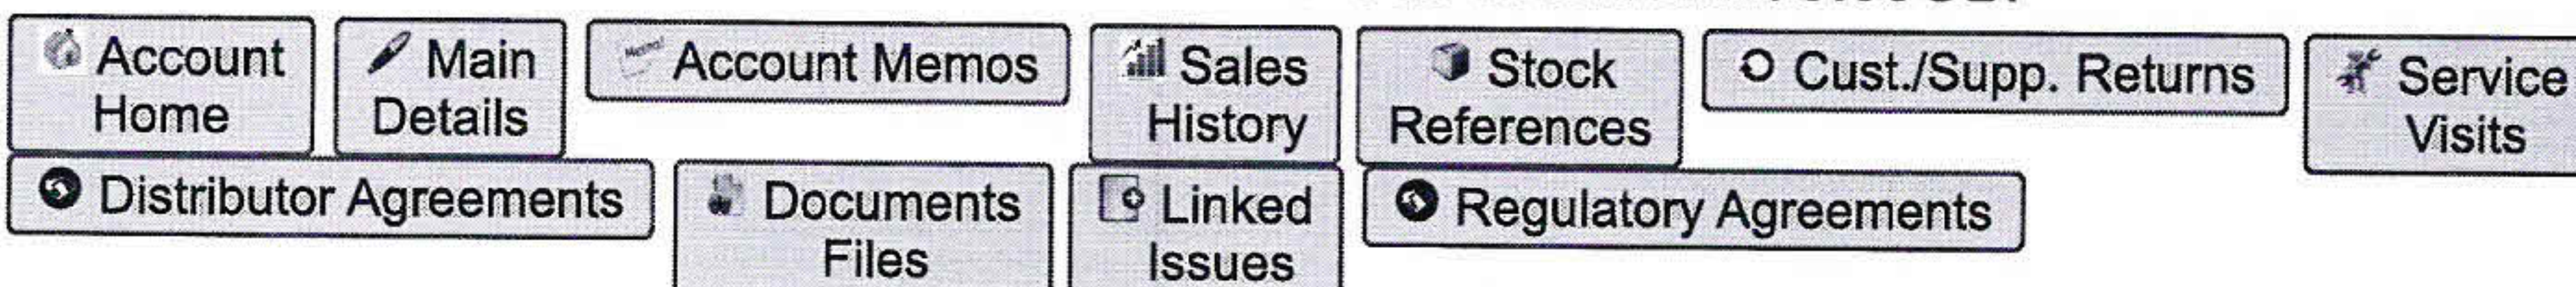 Account Home
Main Details
Account Memos
Sales History
Stock References
Cust./Supp. Returns
Service Visits
Distributor Agreements
Documents Files
Linked Issues
Regulatory Agreements